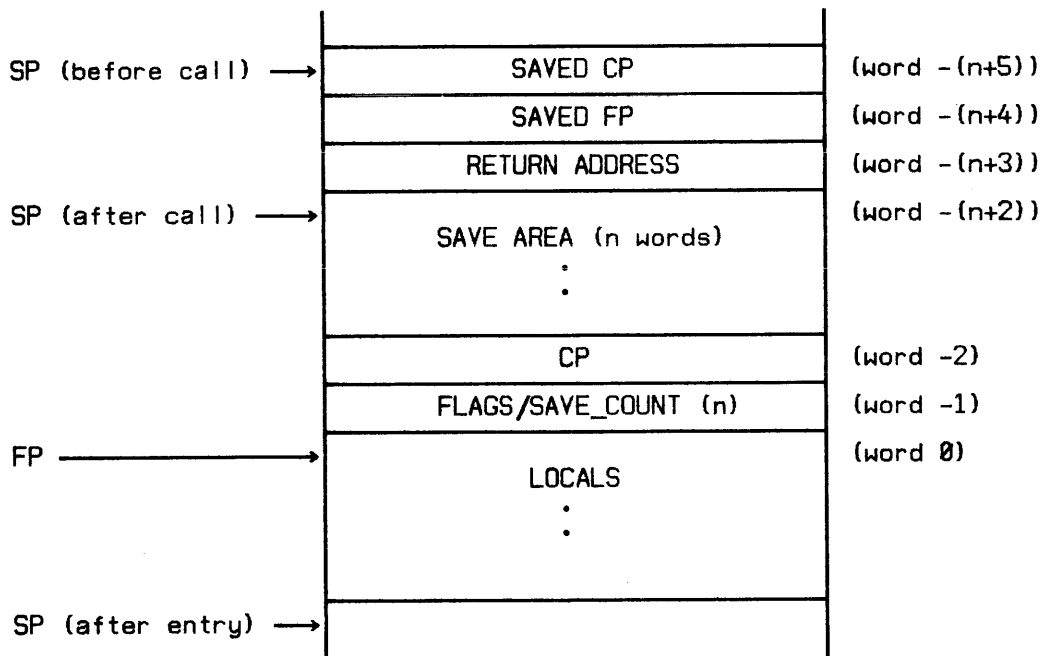 SP (before call) SAVED CP (word -(n+5))
SAVED FP (word -(n+4))
RETURN ADDRESS (word -(n+3))
SP (after call) (word -(n+2))
SAVE AREA (n words)
CP (word -2)
FLAGS/SAVE_COUNT (n) (word -1)
FP (word 0)
LOCALS
SP (after entry)